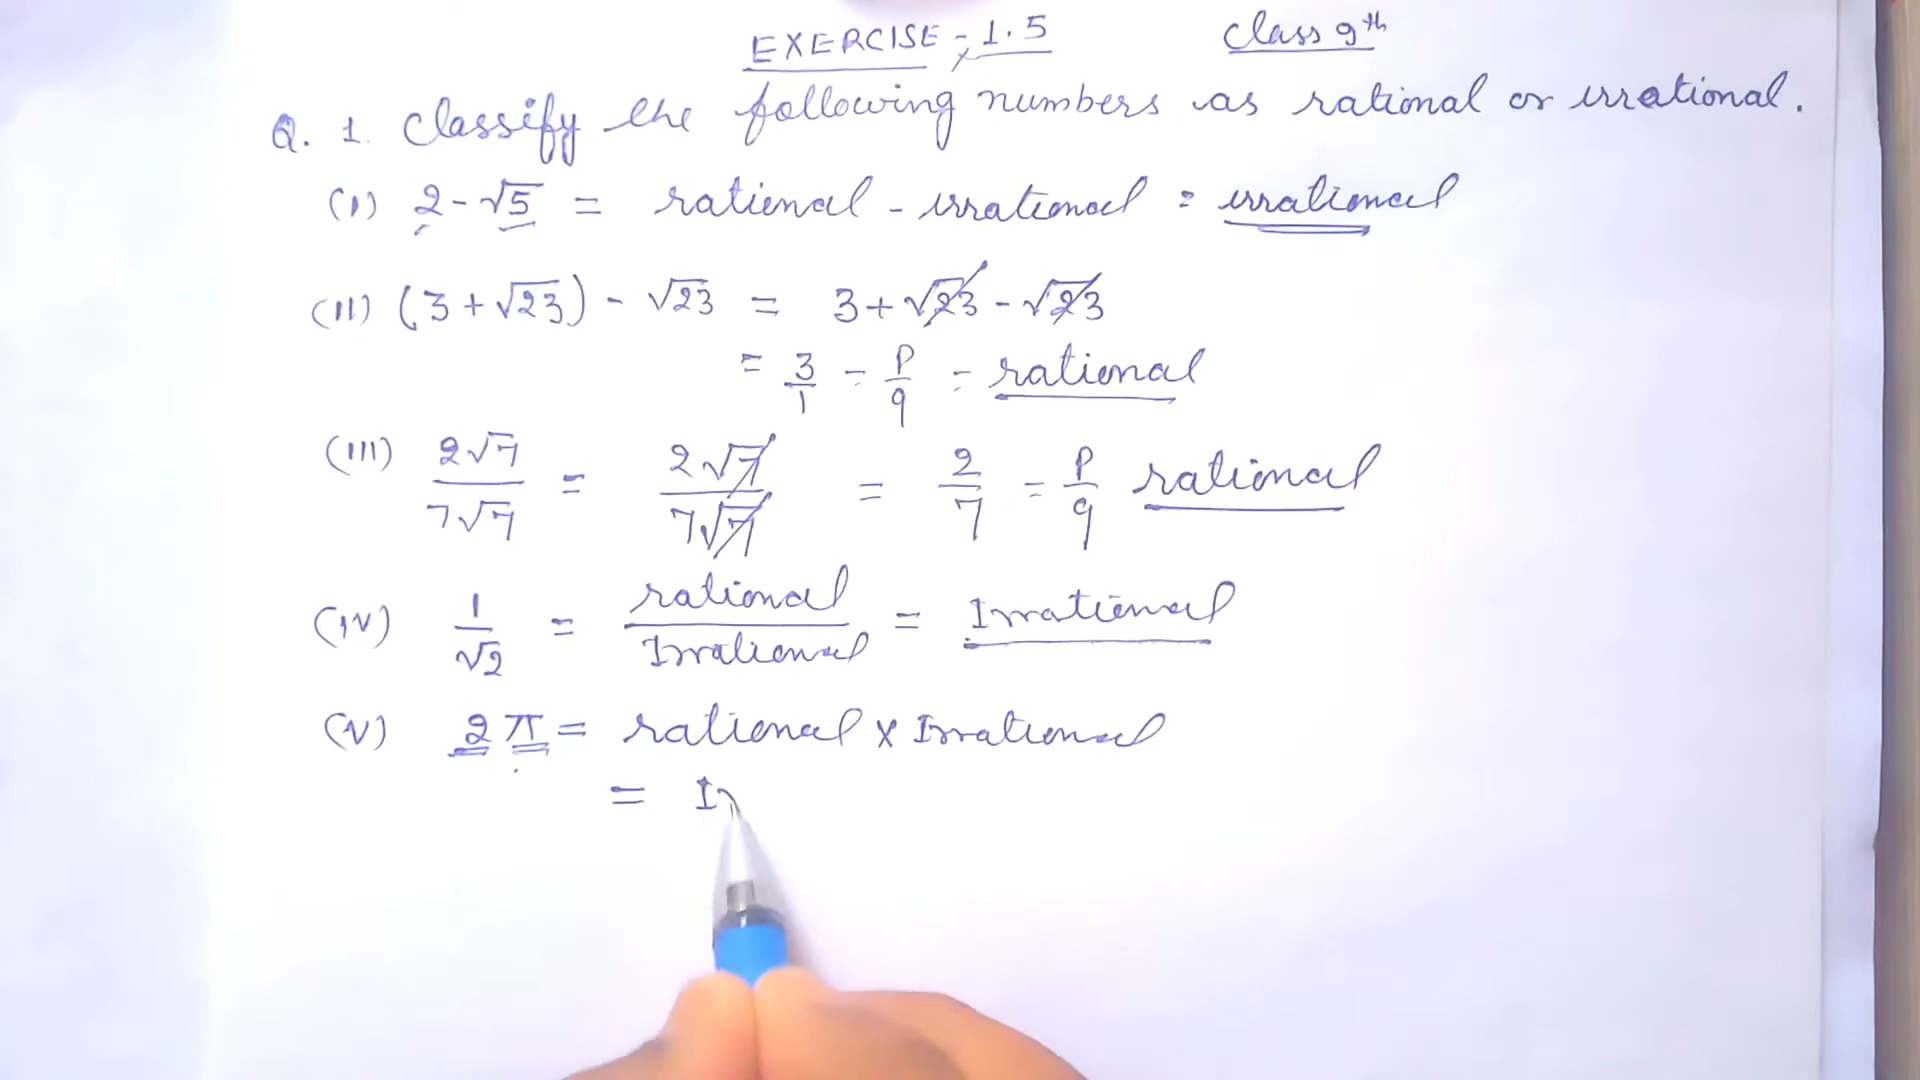 EXERCISE - 1.5 Class 9th
Q. 1. Classify the following numbers as rational or irrational.
(I) 2 - √5 = rational - irrational = irrational
(II) (3 + √23) - √23 = 3 + √23 - √23
= 3/1 = p/q = rational
(III) 2√7/7√7 = 2√7/7√7 = 2/7 = p/q rational
(IV) 1/√2 = rational/Irrational = Irrational
(V) 2π = rational × Irrational
= Ir